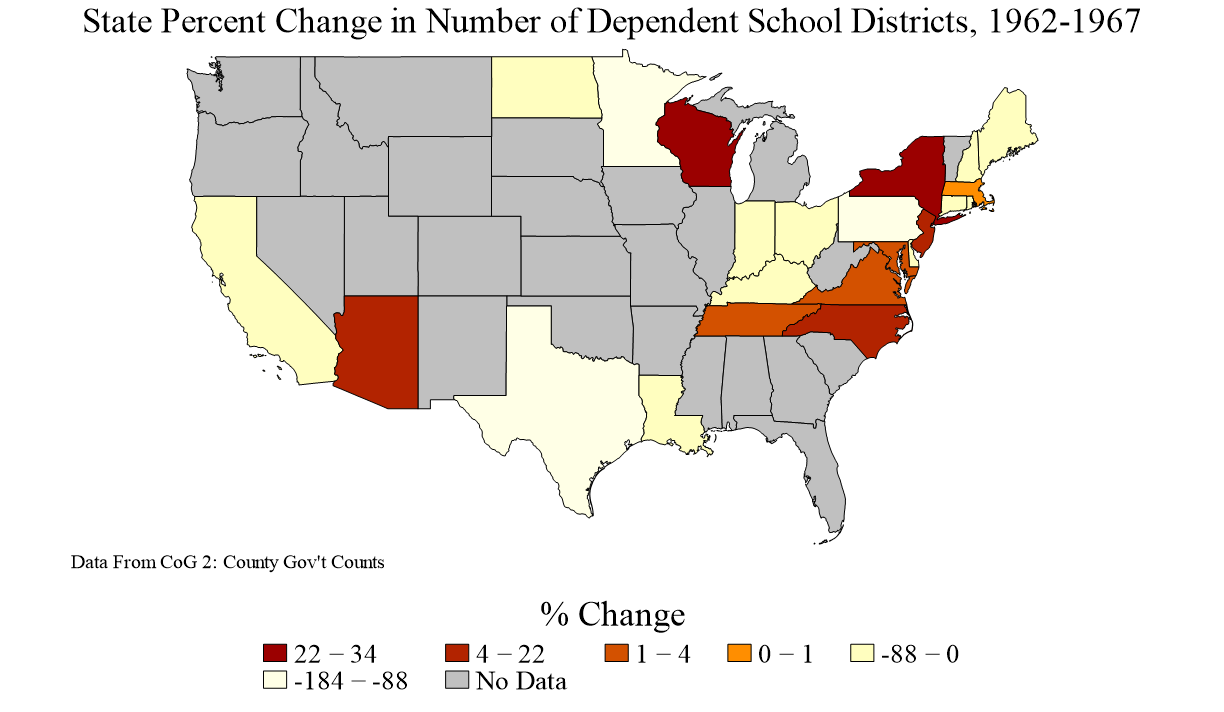 State Percent Change in Number of Dependent School Districts, 1962-1967
Data From CoG 2: County Gov't Counts
% Change
22 − 34 4 − 22 1 − 4 0 − 1 -88 − 0
-184 − -88 No Data